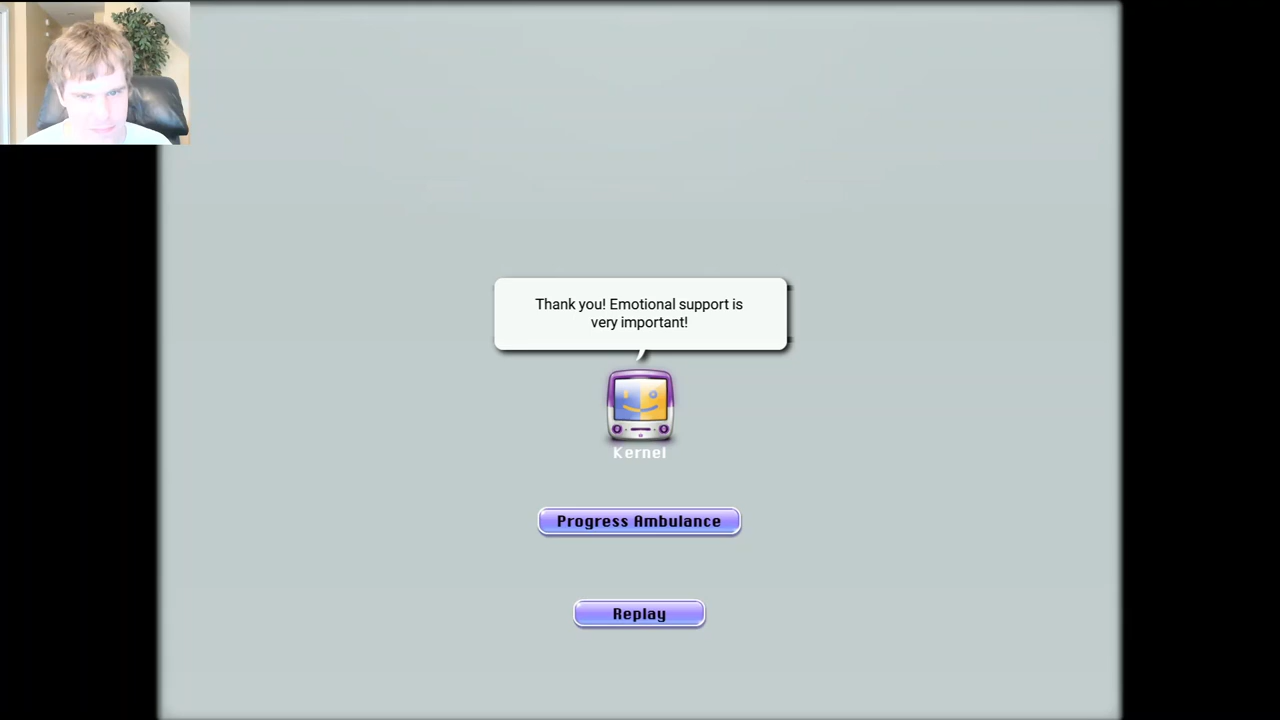 Thank you! Emotional support is
very important!
Kernel
Progress Ambulance
Replay